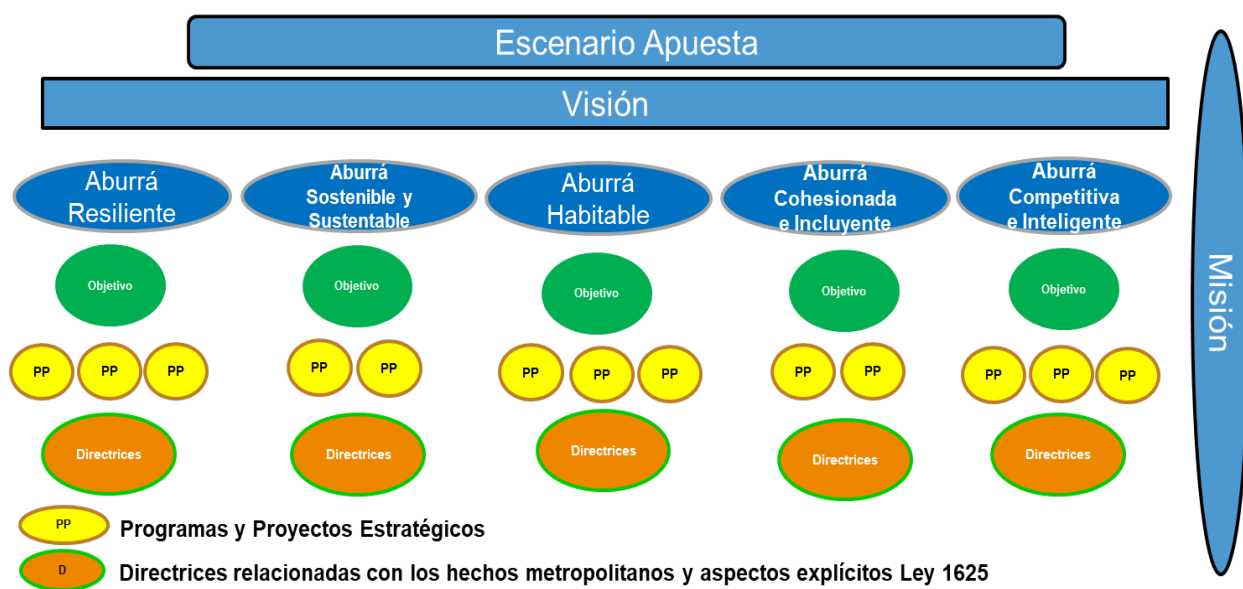 Escenario Apuesta
Visión
Misión
Aburrá
Resiliente
Aburrá
Sostenible y
Sustentable
Aburrá
Habitable
Aburrá
Cohesionada
e Incluyente
Aburrá
Competitiva
e Inteligente
Objetivo
Objetivo
Objetivo
Objetivo
Objetivo
PP
PP
PP
PP
PP
PP
PP
PP
PP
PP
PP
PP
PP
Directrices
Directrices
Directrices
Directrices
Directrices
PP
Programas y Proyectos Estratégicos
D
Directrices relacionadas con los hechos metropolitanos y aspectos explícitos Ley 1625